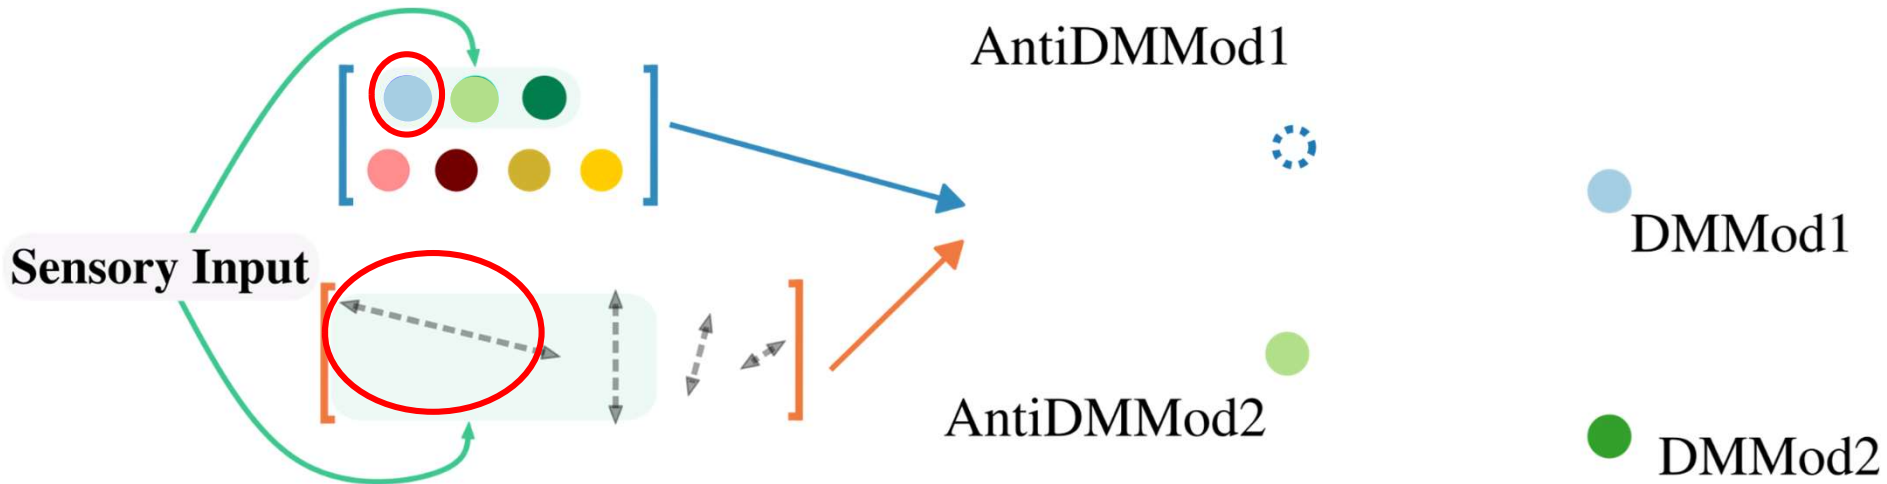 AntiDMMod1
DMMod1
Sensory Input
AntiDMMod2
DMMod2